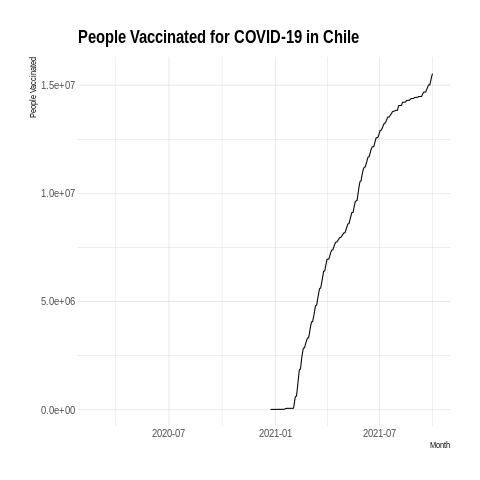 People Vaccinated for COVID-19 in Chile
People Vaccinated
1.5e+07
1.0e+07
5.0e+06
0.0e+00
2020-07
2021-01
2021-07
Month